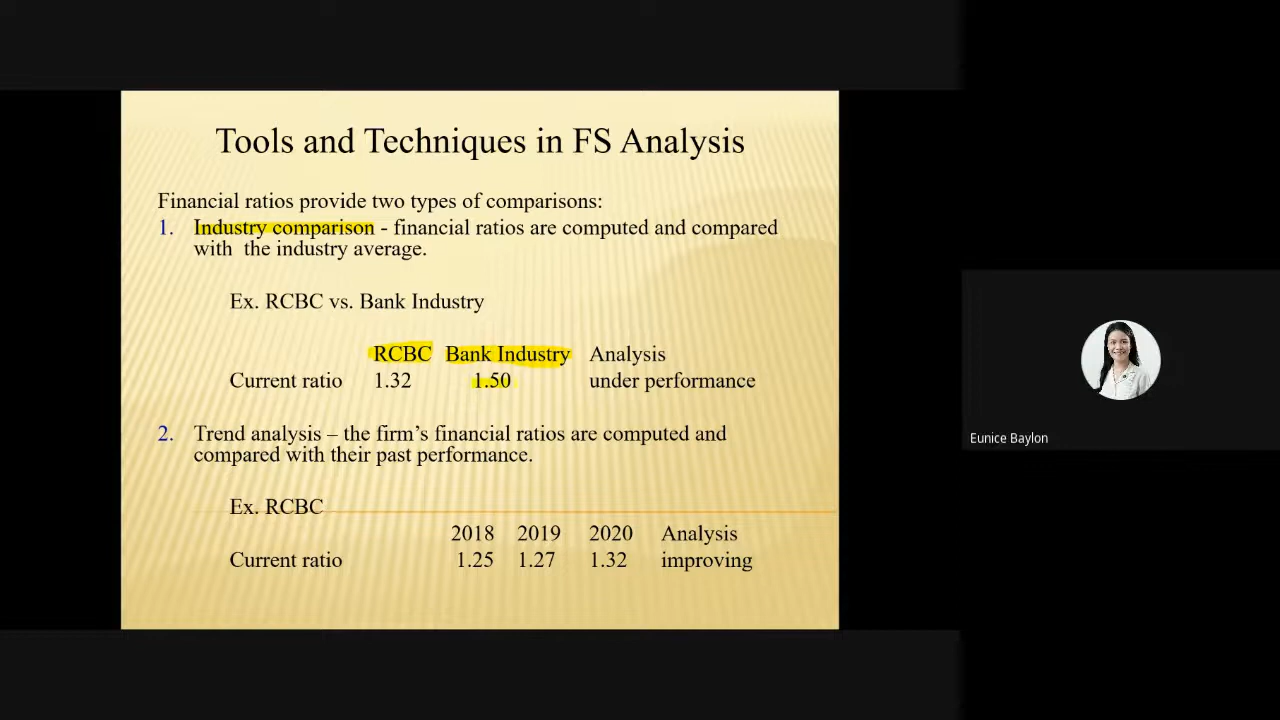 Tools and Techniques in FS Analysis
Financial ratios provide two types of comparisons:
1. Industry comparison - financial ratios are computed and compared
with the industry average.
Ex. RCBC vs. Bank Industry
RCBC Bank Industry Analysis
Current ratio 1.32 1.50 under performance
2. Trend analysis – the firm's financial ratios are computed and
compared with their past performance.
Ex. RCBC
2018 2019 2020 Analysis
Current ratio 1.25 1.27 1.32 improving
Eunice Baylon